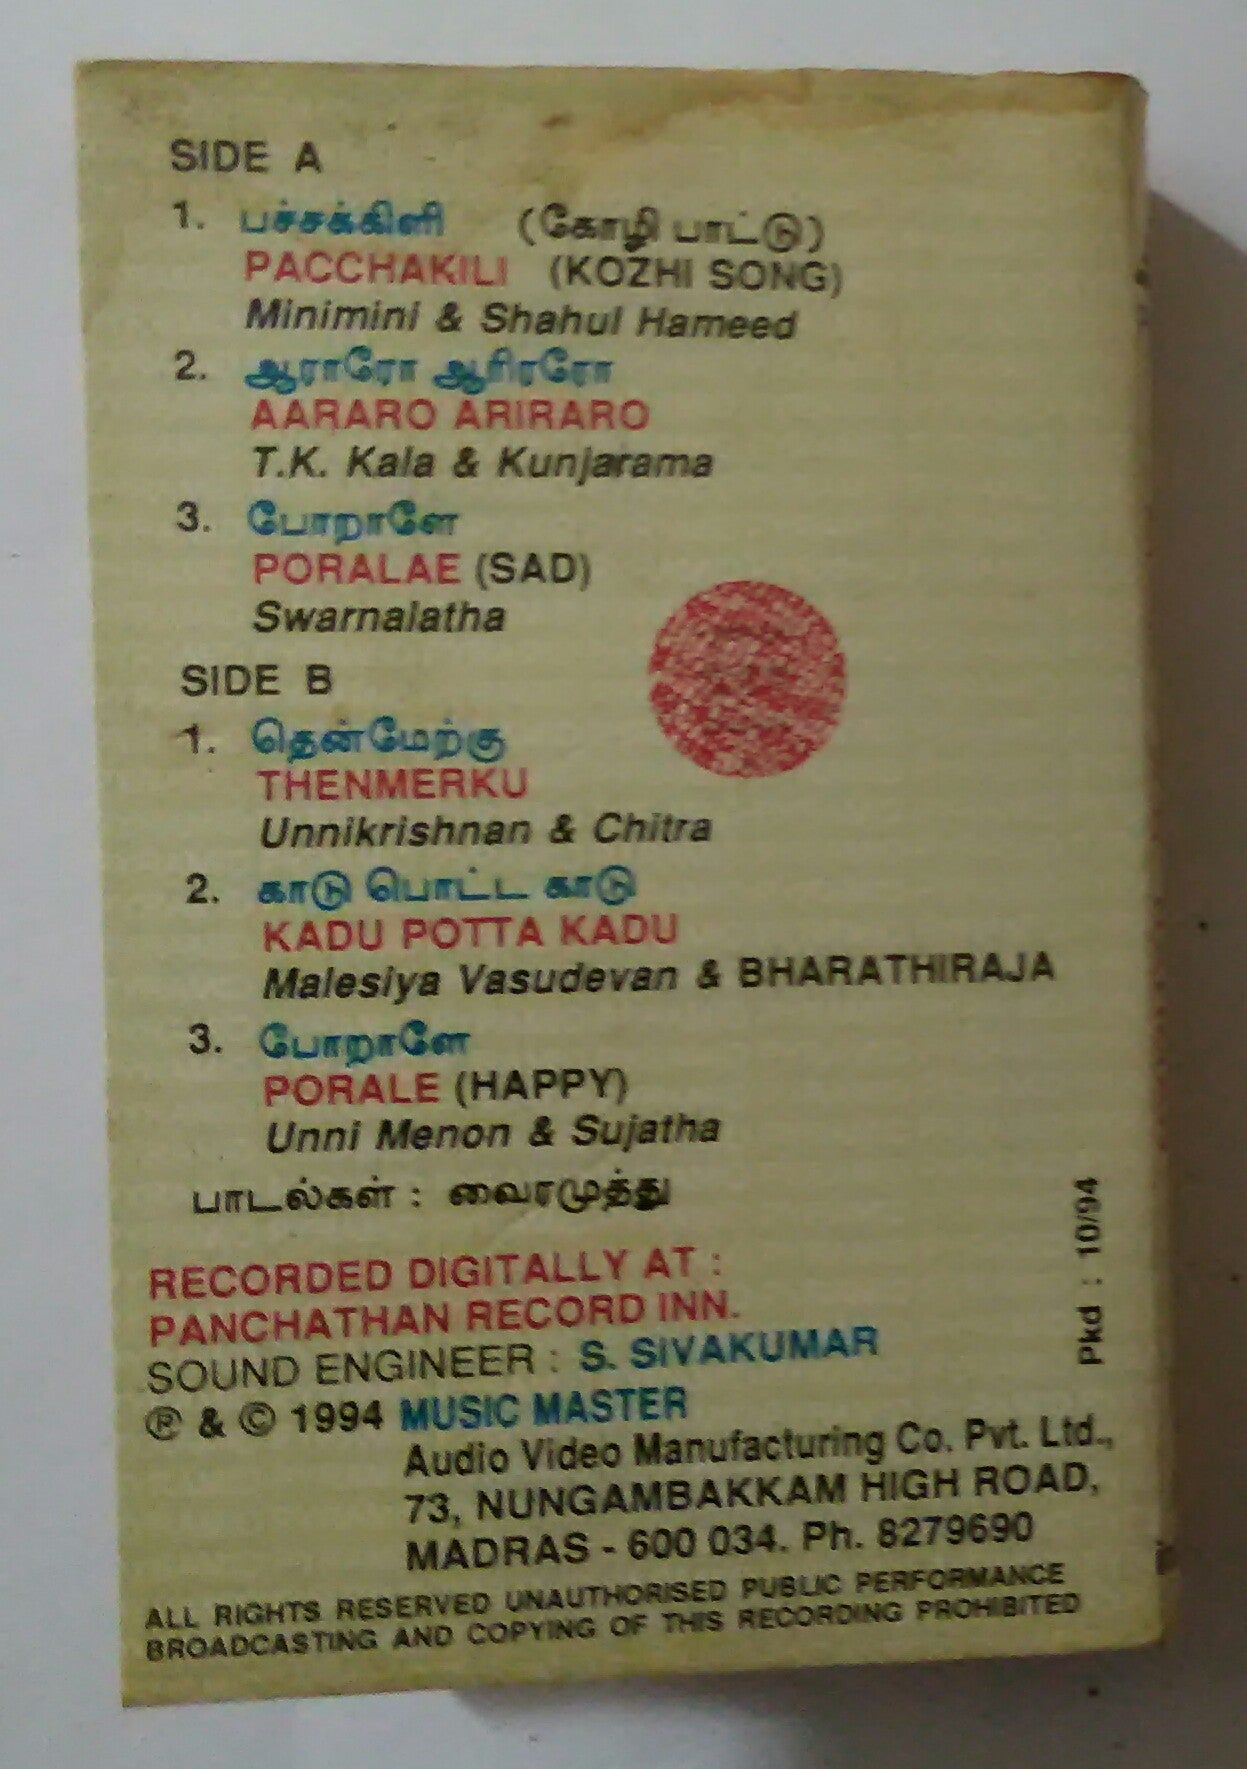 SIDE A
1. பச்சக்கிளி (கோழி பாட்டு)
PACCHAKILI (KOZHI SONG)
Minimini & Shahul Hameed
2. ஆராரோ ஆரிரரோ
AARARO ARIRARO
T.K. Kala & Kunjarama
3. போறாளே
PORALAE (SAD)
Swarnalatha
SIDE B
1. தென்மேற்கு
THENMERKU
Unnikrishnan & Chitra
2. காடு பொட்ட காடு
KADU POTTA KADU
Malesiya Vasudevan & BHARATHIRAJA
3. போறாளே
PORALE (HAPPY)
Unni Menon & Sujatha
பாடல்கள் : வைரமுத்து
Pkd : 10/94
RECORDED DIGITALLY AT :
PANCHATHAN RECORD INN.
SOUND ENGINEER : S. SIVAKUMAR
Ⓟ & © 1994 MUSIC MASTER
Audio Video Manufacturing Co. Pvt. Ltd.,
73, NUNGAMBAKKAM HIGH ROAD,
MADRAS - 600 034. Ph. 8279690
ALL RIGHTS RESERVED UNAUTHORISED PUBLIC PERFORMANCE
BROADCASTING AND COPYING OF THIS RECORDING PROHIBITED